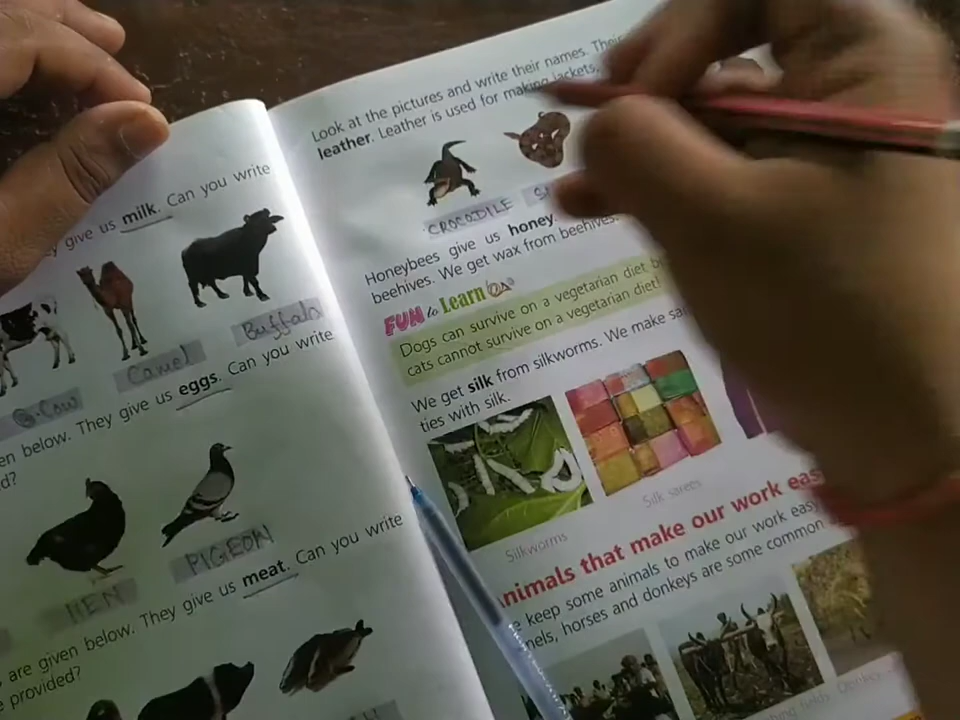 y give us milk. Can you write
Cow
Camel
Buffalo
en below. They give us eggs. Can you write
d?
HEN
PIGEON
are given below. They give us meat. Can you write
e provided?
Look at the pictures and write their names. Their
leather. Leather is used for making jackets,
CROCODILE
Honeybees give us honey.
beehives. We get wax from beehives.
FUN to Learn
Dogs can survive on a vegetarian diet b
cats cannot survive on a vegetarian diet!
We get silk from silkworms. We make sa
ties with silk.
Silkworms
Silk sarees
nimals that make our work eas
e keep some animals to make our work easy
nels, horses and donkeys are some common